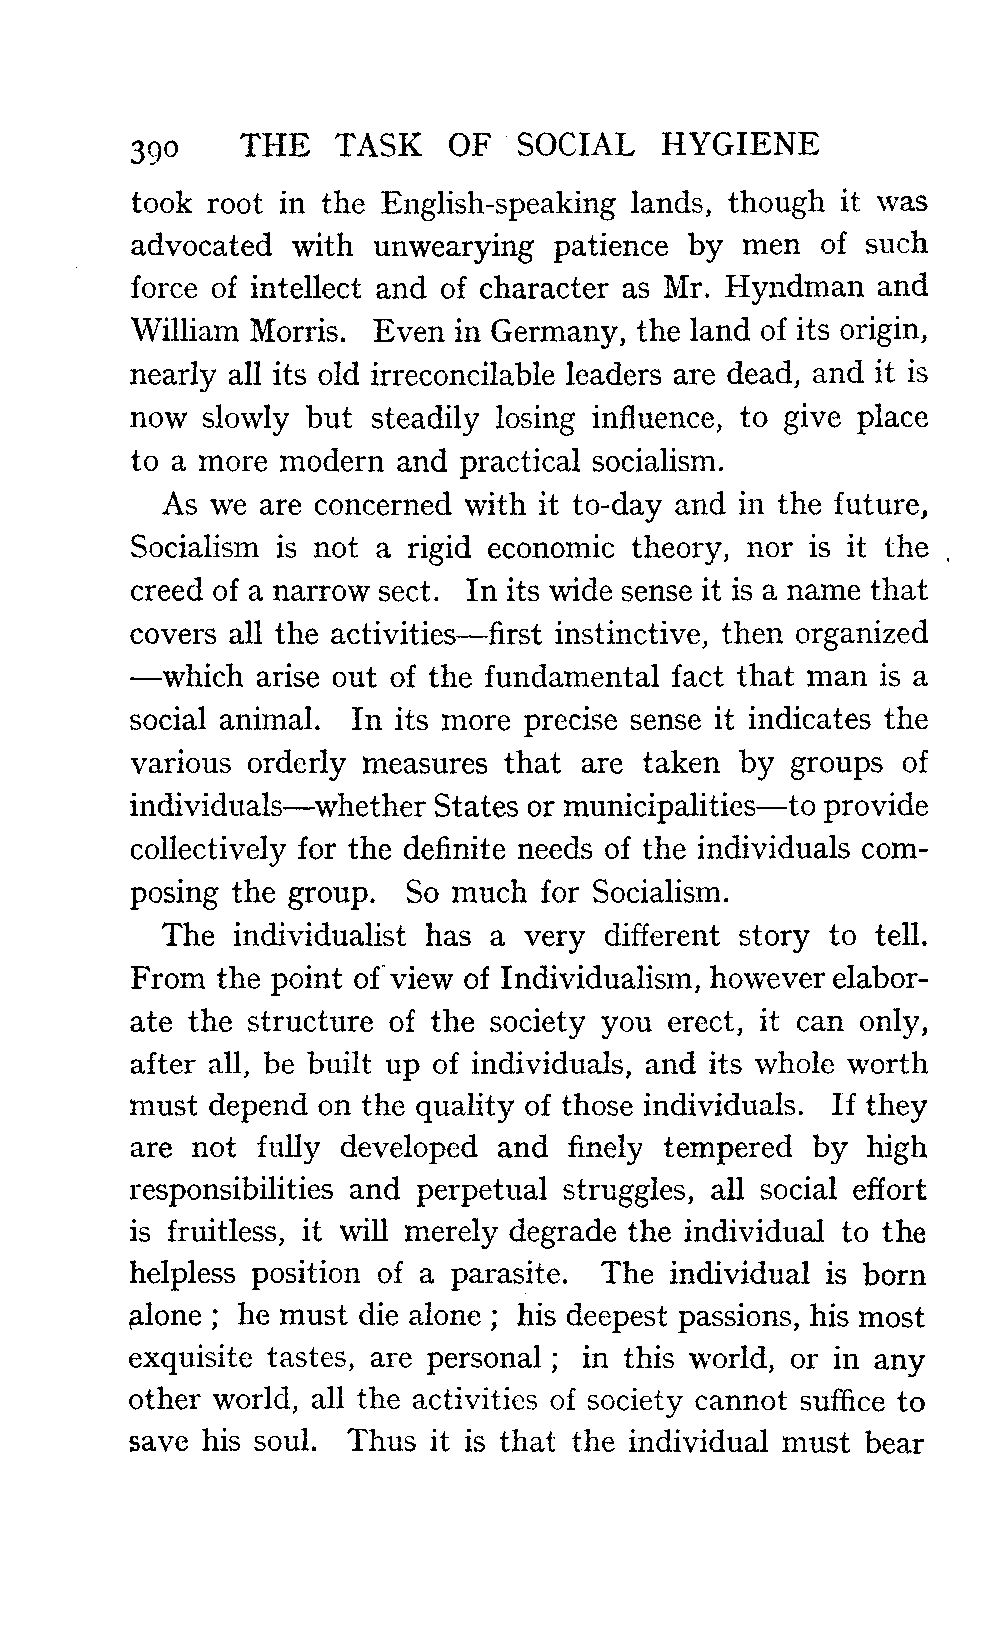 390 THE TASK OF SOCIAL HYGIENE
took root in the English-speaking lands, though it was
advocated with unwearying patience by men of such
force of intellect and of character as Mr. Hyndman and
William Morris. Even in Germany, the land of its origin,
nearly all its old irreconcilable leaders are dead, and it is
now slowly but steadily losing influence, to give place
to a more modern and practical socialism.
As we are concerned with it to-day and in the future,
Socialism is not a rigid economic theory, nor is it the
creed of a narrow sect. In its wide sense it is a name that
covers all the activities—first instinctive, then organized
—which arise out of the fundamental fact that man is a
social animal. In its more precise sense it indicates the
various orderly measures that are taken by groups of
individuals—whether States or municipalities—to provide
collectively for the definite needs of the individuals com-
posing the group. So much for Socialism.
The individualist has a very different story to tell.
From the point of view of Individualism, however elabor-
ate the structure of the society you erect, it can only,
after all, be built up of individuals, and its whole worth
must depend on the quality of those individuals. If they
are not fully developed and finely tempered by high
responsibilities and perpetual struggles, all social effort
is fruitless, it will merely degrade the individual to the
helpless position of a parasite. The individual is born
alone ; he must die alone ; his deepest passions, his most
exquisite tastes, are personal ; in this world, or in any
other world, all the activities of society cannot suffice to
save his soul. Thus it is that the individual must bear